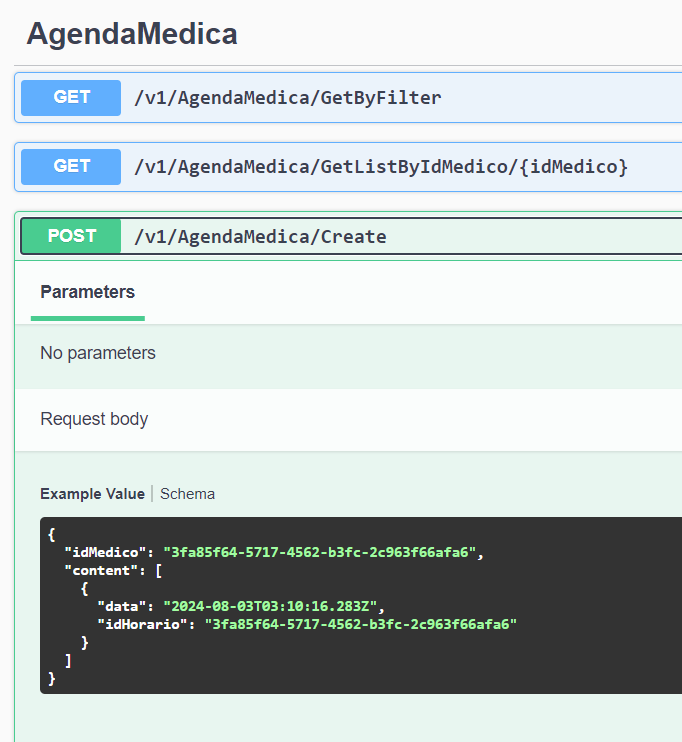 AgendaMedica
GET /v1/AgendaMedica/GetByFilter
GET /v1/AgendaMedica/GetListByIdMedico/{idMedico}
POST /v1/AgendaMedica/Create
Parameters
No parameters
Request body
Example Value | Schema
{
  "idMedico": "3fa85f64-5717-4562-b3fc-2c963f66afa6",
  "content": [
    {
      "data": "2024-08-03T03:10:16.283Z",
      "idHorario": "3fa85f64-5717-4562-b3fc-2c963f66afa6"
    }
  ]
}